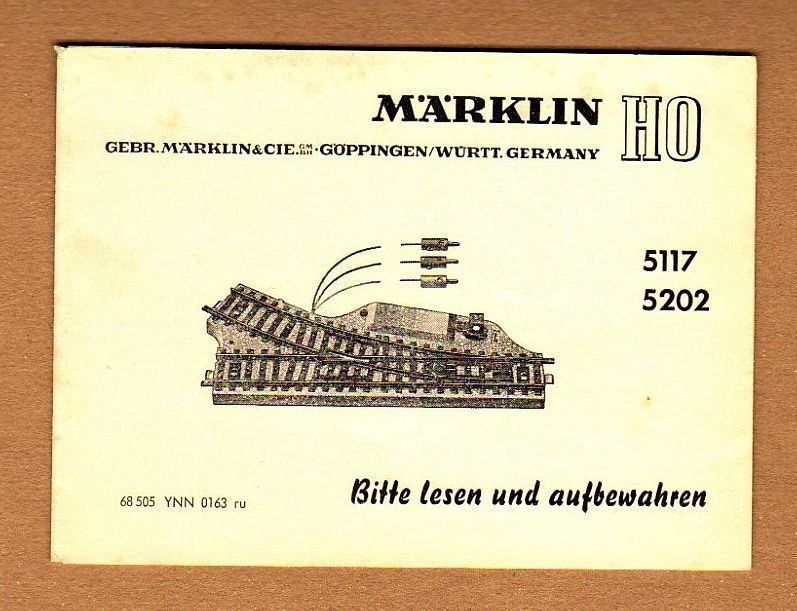 MÄRKLIN HO
GEBR. MÄRKLIN & CIE. GMBH · GÖPPINGEN/WÜRTT. GERMANY
5117
5202
68 505 YNN 0163 ru
Bitte lesen und aufbewahren